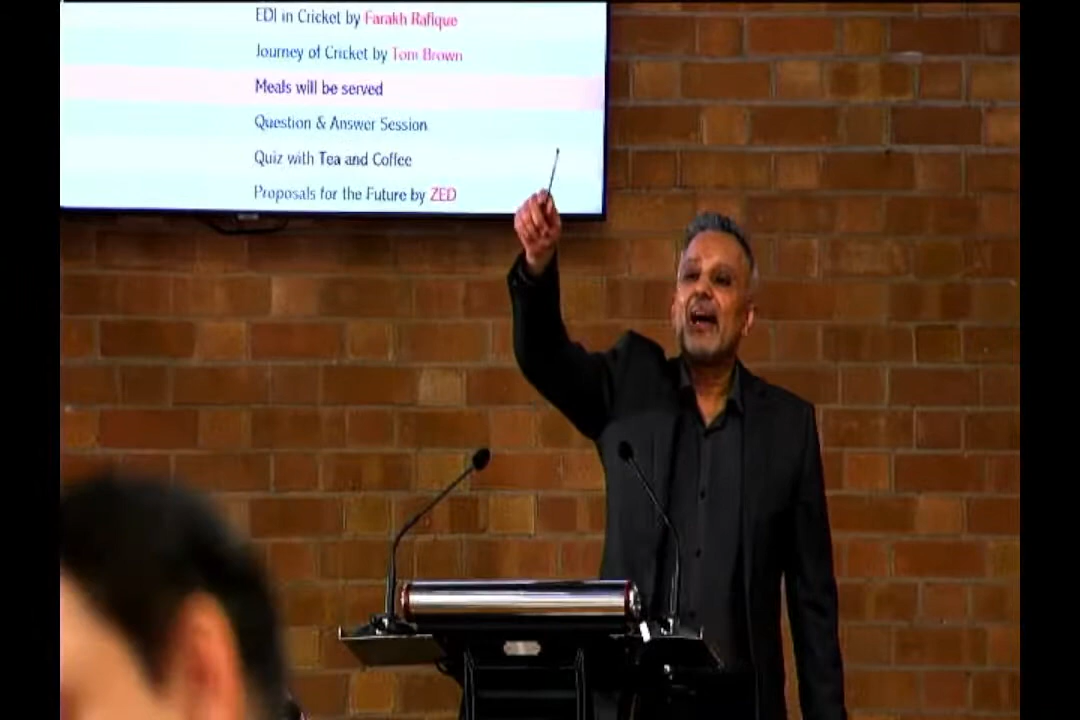 EDI in Cricket by Farakh Rafique
Journey of Cricket by Tom Brown
Meals will be served
Question & Answer Session
Quiz with Tea and Coffee
Proposals for the Future by ZED